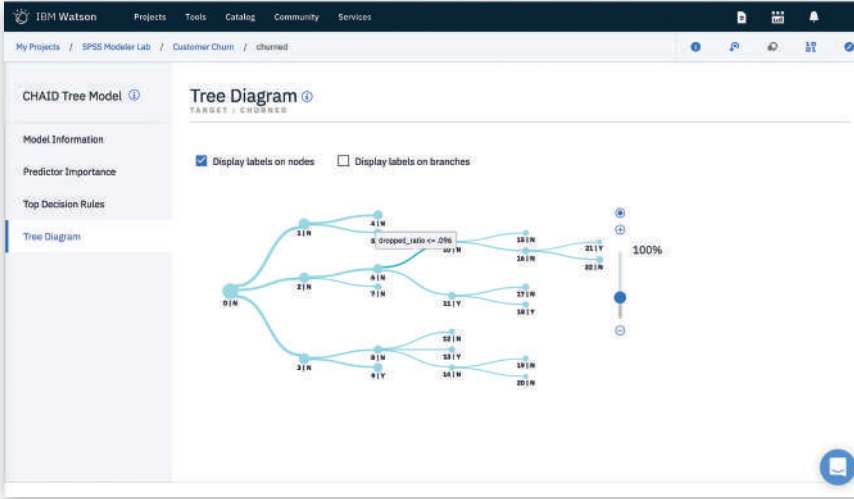 IBM Watson Projects Tools Catalog Community Services
My Projects / SPSS Modeler Lab / Customer Churn / churned
CHAID Tree Model
Model Information
Predictor Importance
Top Decision Rules
Tree Diagram
Tree Diagram
TARGET : CHURNED
Display labels on nodes Display labels on branches
0 | N
1 | N
2 | N
3 | N
4 | N
dropped_ratio <= .096
6 | N
7 | N
8 | N
9 | Y
10 | N
11 | Y
12 | N
13 | Y
14 | N
15 | N
16 | N
17 | N
18 | Y
19 | N
20 | N
21 | Y
22 | N
100%